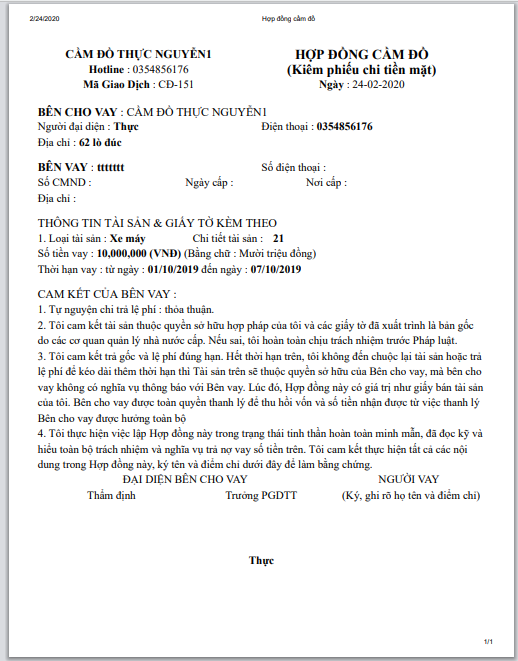 2/24/2020
Hợp đồng cầm đồ
CẦM ĐỒ THỰC NGUYỄN1
Hotline : 0354856176
Mã Giao Dịch : CĐ-151
HỢP ĐỒNG CẦM ĐỒ
(Kiêm phiếu chi tiền mặt)
Ngày : 24-02-2020
BÊN CHO VAY : CẦM ĐỒ THỰC NGUYỄN1
Người đại diện : Thực Điện thoại : 0354856176
Địa chỉ : 62 lò đúc
BÊN VAY : ttttttt Số điện thoại :
Số CMND : Ngày cấp : Nơi cấp :
Địa chỉ :
THÔNG TIN TÀI SẢN & GIẤY TỜ KÈM THEO
1. Loại tài sản : Xe máy Chi tiết tài sản : 21
Số tiền vay : 10,000,000 (VNĐ) (Bằng chữ : Mười triệu đồng)
Thời hạn vay : từ ngày : 01/10/2019 đến ngày : 07/10/2019
CAM KẾT CỦA BÊN VAY :
1. Tự nguyện chi trả lệ phí : thỏa thuận.
2. Tôi cam kết tài sản thuộc quyền sở hữu hợp pháp của tôi và các giấy tờ đã xuất trình là bản gốc
do các cơ quan quản lý nhà nước cấp. Nếu sai, tôi hoàn toàn chịu trách nhiệm trước Pháp luật.
3. Tôi cam kết trả gốc và lệ phí đúng hạn. Hết thời hạn trên, tôi không đến chuộc lại tài sản hoặc trả
lệ phí để kéo dài thêm thời hạn thì Tài sản trên sẽ thuộc quyền sở hữu của Bên cho vay, mà bên cho
vay không có nghĩa vụ thông báo với Bên vay. Lúc đó, Hợp đồng này có giá trị như giấy bán tài sản
của tôi. Bên cho vay được toàn quyền thanh lý để thu hồi vốn và số tiền nhận được từ việc thanh lý
Bên cho vay được hưởng toàn bộ
4. Tôi thực hiện việc lập Hợp đồng này trong trạng thái tinh thần hoàn toàn minh mẫn, đã đọc kỹ và
hiểu toàn bộ trách nhiệm và nghĩa vụ trả nợ vay số tiền trên. Tôi cam kết thực hiện tất cả các nội
dung trong Hợp đồng này, ký tên và điểm chỉ dưới đây để làm bằng chứng.
ĐẠI DIỆN BÊN CHO VAY NGƯỜI VAY
Thẩm định Trưởng PGDTT (Ký, ghi rõ họ tên và điểm chỉ)
Thực
1/1